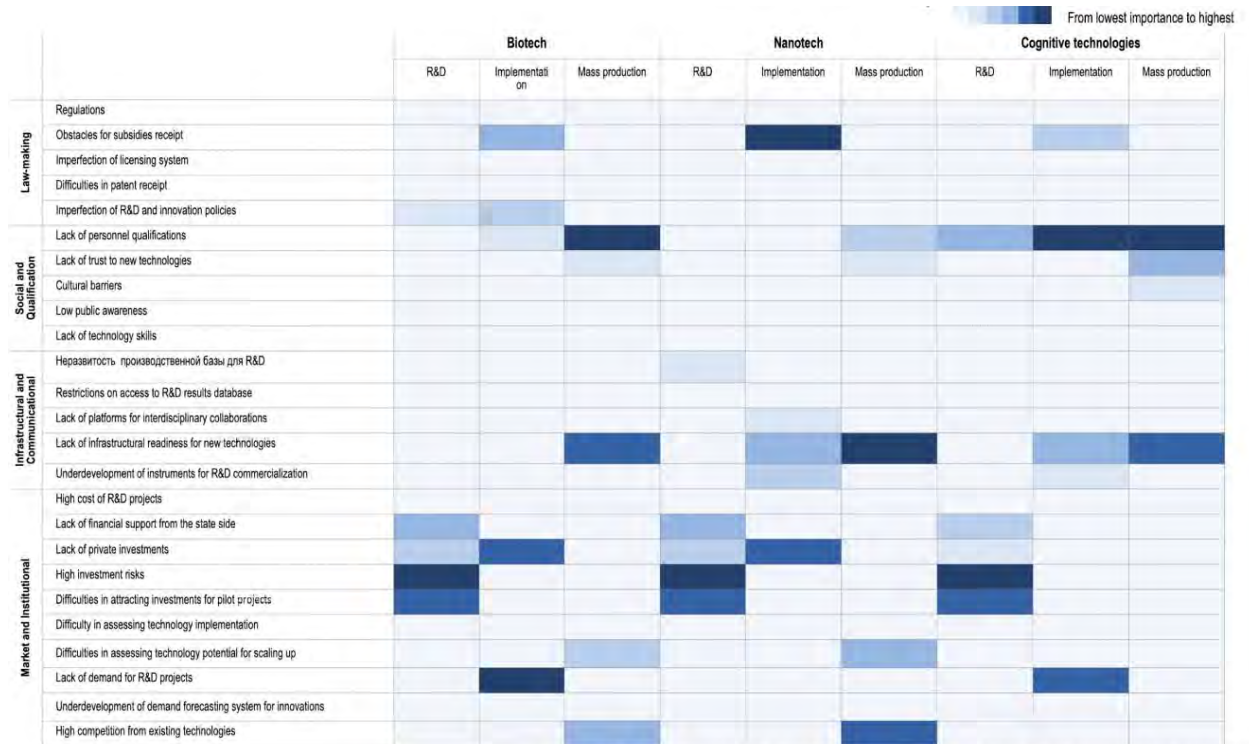 From lowest importance to highest
Biotech
Nanotech
Cognitive technologies
R&D
Implementati
on
Mass production
R&D
Implementation
Mass production
R&D
Implementation
Mass production
Law-making
Regulations
Obstacies for subsidies receipt
Imperfection of licensing system
Difficulties in patent receipt
Imperfection of R&D and innovation policies
Social and
Qualification
Lack of personnel qualifications
Lack of trust to new technologies
Cultural barriers
Low public awareness
Lack of technology skills
Infrastructural and
Communicational
Неразвитость производственной базы для R&D
Restrictions on access to R&D results database
Lack of platforms for interdisciplinary collaborations
Lack of infrastructural readiness for new technologies
Underdevelopment of instruments for R&D commercialization
Market and Institutional
High cost of R&D projects
Lack of financial support from the state side
Lack of private investments
High investment risks
Difficulties in attracting investments for pilot projects
Difficulty in assessing technology implementation
Difficulties in assessing technology potential for scaling up
Lack of demand for R&D projects
Underdevelopment of demand forecasting system for innovations
High competition from existing technologies